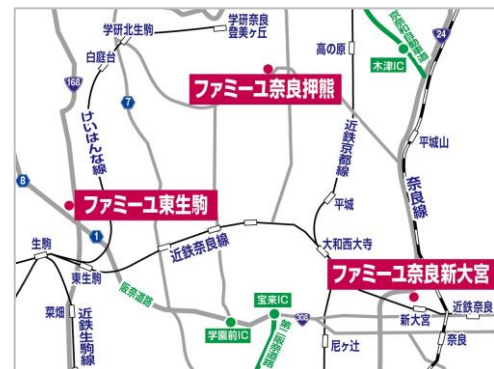 学研奈良
登美ヶ丘
学研北生駒
白庭台
高の原
京奈和自動車道
24
木津IC
168
7
ファミーユ奈良押熊
けいはんな線
近鉄京都線
平城山
奈良線
8
ファミーユ東生駒
平城
1
生駒
東生駒
近鉄奈良線
大和西大寺
ファミーユ奈良新大宮
菜畑
近鉄生駒線
阪奈道路
宝来IC
308
学園前IC
第二阪奈道路
新大宮
近鉄奈良
尼ヶ辻
奈良